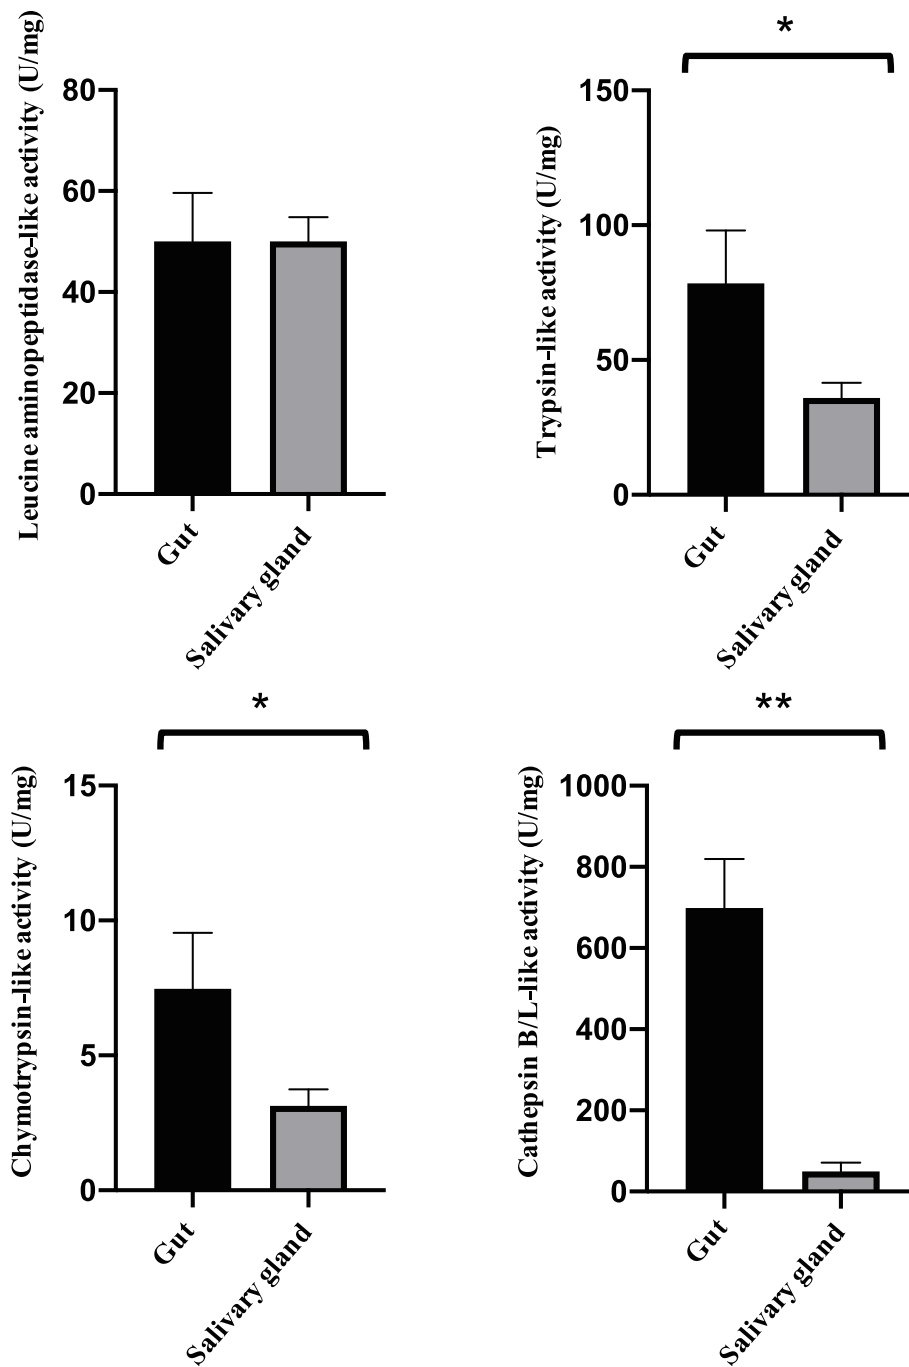 Leucine aminopeptidase-like activity (U/mg)
80
60
40
20
0
Gut
Salivary gland
*
Trypsin-like activity (U/mg)
150
100
50
0
Gut
Salivary gland
*
Chymotrypsin-like activity (U/mg)
15
10
5
0
Gut
Salivary gland
**
Cathepsin B/L-like activity (U/mg)
1000
800
600
400
200
0
Gut
Salivary gland